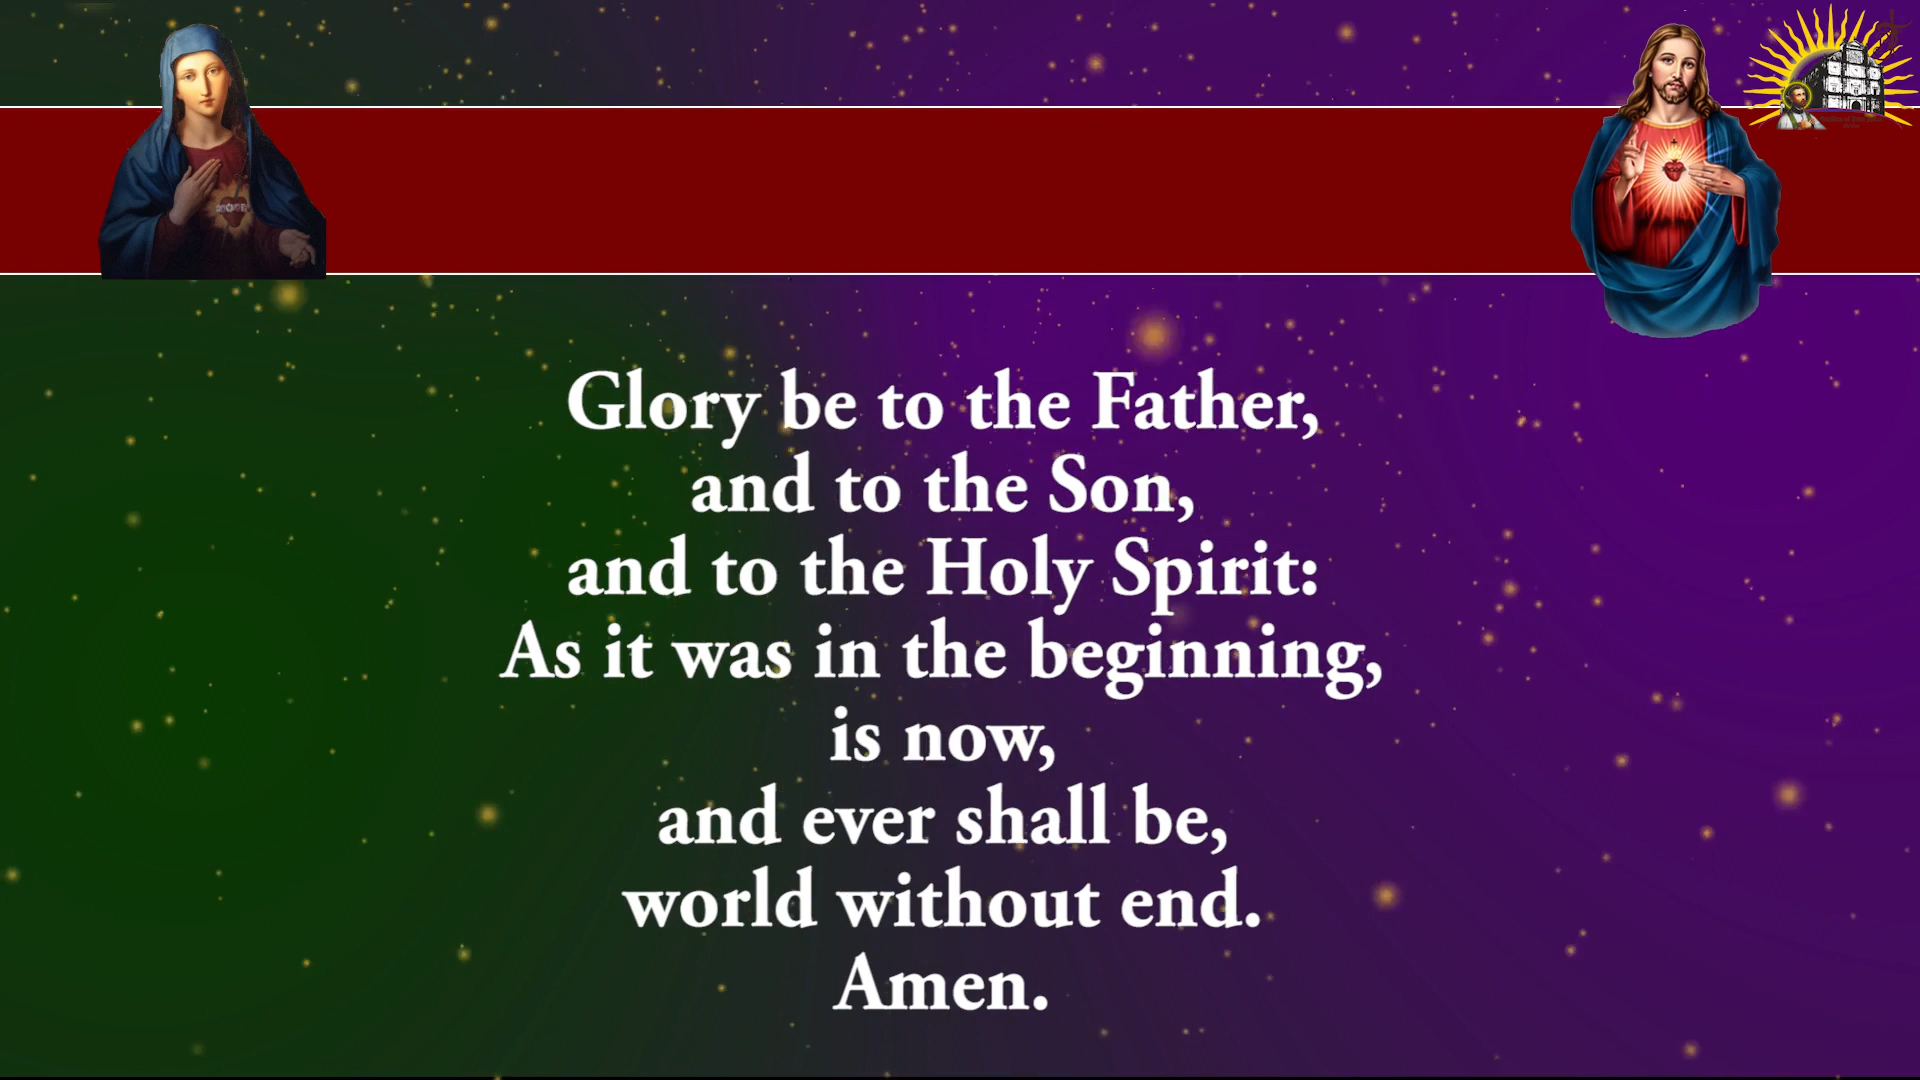 Glory be to the Father,
and to the Son,
and to the Holy Spirit:
As it was in the beginning,
is now,
and ever shall be,
world without end.
Amen.